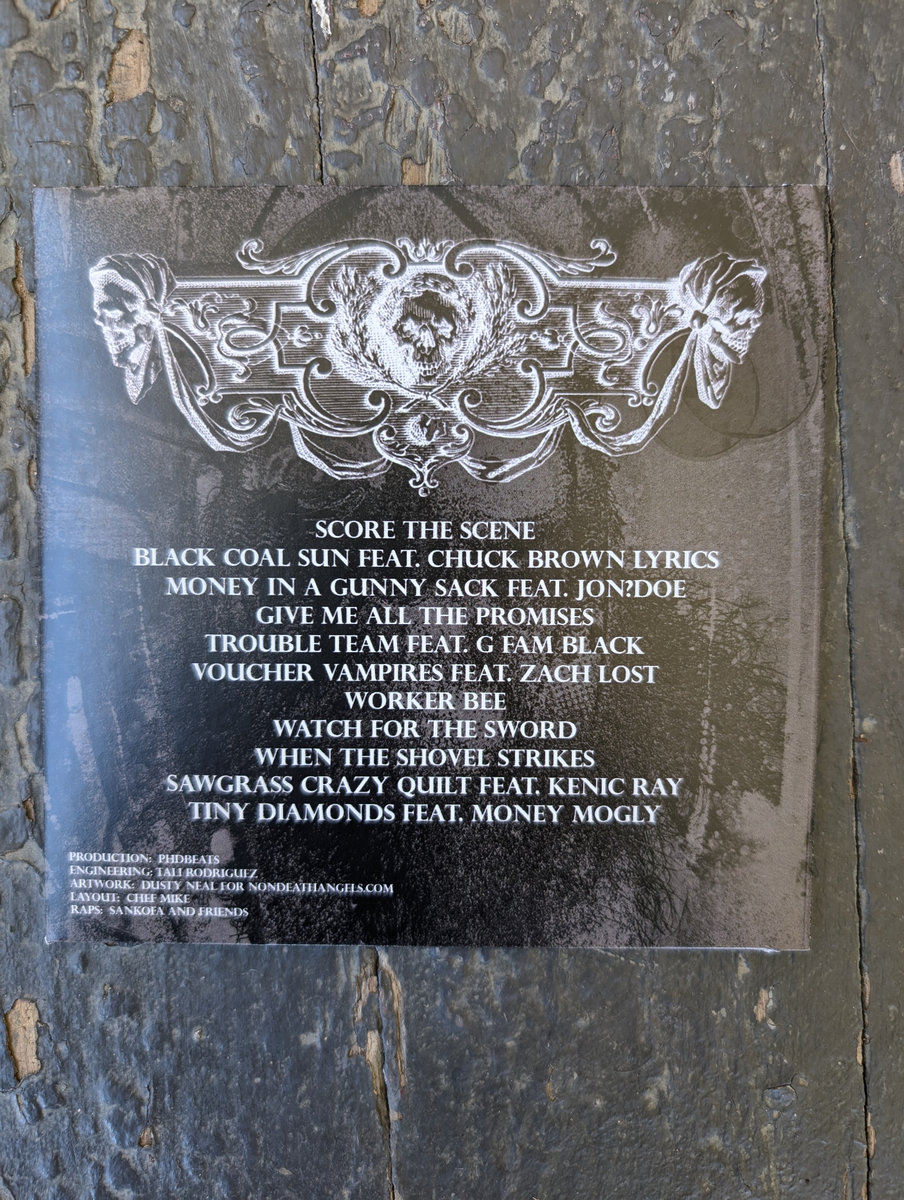 SCORE THE SCENE
BLACK COAL SUN FEAT. CHUCK BROWN LYRICS
MONEY IN A GUNNY SACK FEAT. JON?DOE
GIVE ME ALL THE PROMISES
TROUBLE TEAM FEAT. G FAM BLACK
VOUCHER VAMPIRES FEAT. ZACH LOST
WORKER BEE
WATCH FOR THE SWORD
WHEN THE SHOVEL STRIKES
SAWGRASS CRAZY QUILT FEAT. KENIC RAY
TINY DIAMONDS FEAT. MONEY MOGLY
PRODUCTION: PHDBEATS
ENGINEERING: TALI RODRIGUEZ
ARTWORK: DUSTY NEAL FOR NONDEATHANGELS.COM
LAYOUT: CHEF MIKE
RAPS: SANKOFA AND FRIENDS